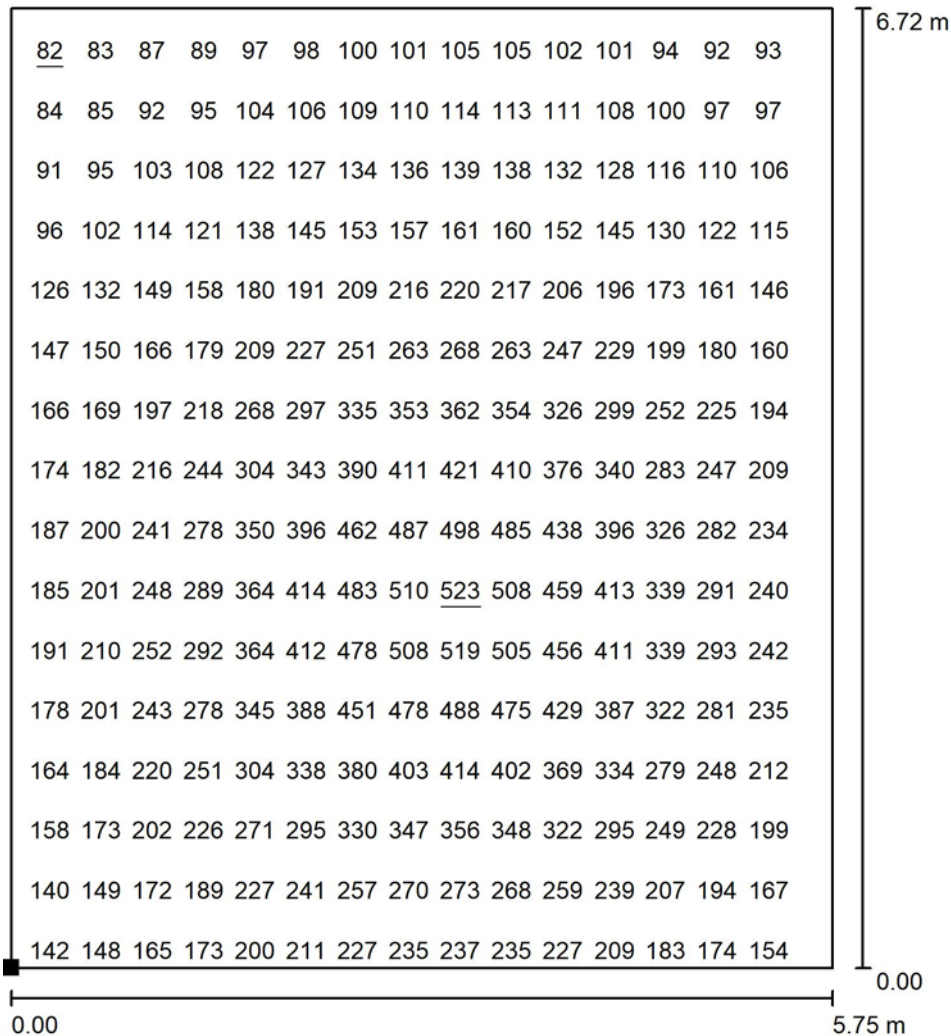 6.72 m
82 83 87 89 97 98 100 101 105 105 102 101 94 92 93
84 85 92 95 104 106 109 110 114 113 111 108 100 97 97
91 95 103 108 122 127 134 136 139 138 132 128 116 110 106
96 102 114 121 138 145 153 157 161 160 152 145 130 122 115
126 132 149 158 180 191 209 216 220 217 206 196 173 161 146
147 150 166 179 209 227 251 263 268 263 247 229 199 180 160
166 169 197 218 268 297 335 353 362 354 326 299 252 225 194
174 182 216 244 304 343 390 411 421 410 376 340 283 247 209
187 200 241 278 350 396 462 487 498 485 438 396 326 282 234
185 201 248 289 364 414 483 510 523 508 459 413 339 291 240
191 210 252 292 364 412 478 508 519 505 456 411 339 293 242
178 201 243 278 345 388 451 478 488 475 429 387 322 281 235
164 184 220 251 304 338 380 403 414 402 369 334 279 248 212
158 173 202 226 271 295 330 347 356 348 322 295 249 228 199
140 149 172 189 227 241 257 270 273 268 259 239 207 194 167
142 148 165 173 200 211 227 235 237 235 227 209 183 174 154
0.00
0.00 5.75 m